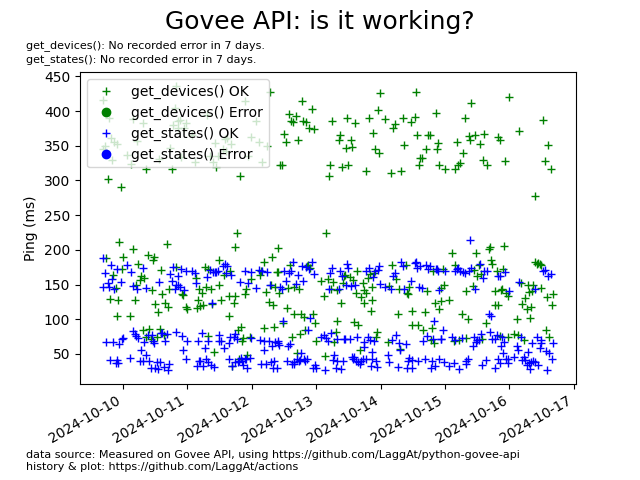 Govee API: is it working?
get_devices(): No recorded error in 7 days.
get_states(): No recorded error in 7 days.
get_devices() OK
get_devices() Error
get_states() OK
get_states() Error
Ping (ms)
450
400
350
300
250
200
150
100
50
2024-10-10
2024-10-11
2024-10-12
2024-10-13
2024-10-14
2024-10-15
2024-10-16
2024-10-17
data source: Measured on Govee API, using https://github.com/LaggAt/python-govee-api
history & plot: https://github.com/LaggAt/actions